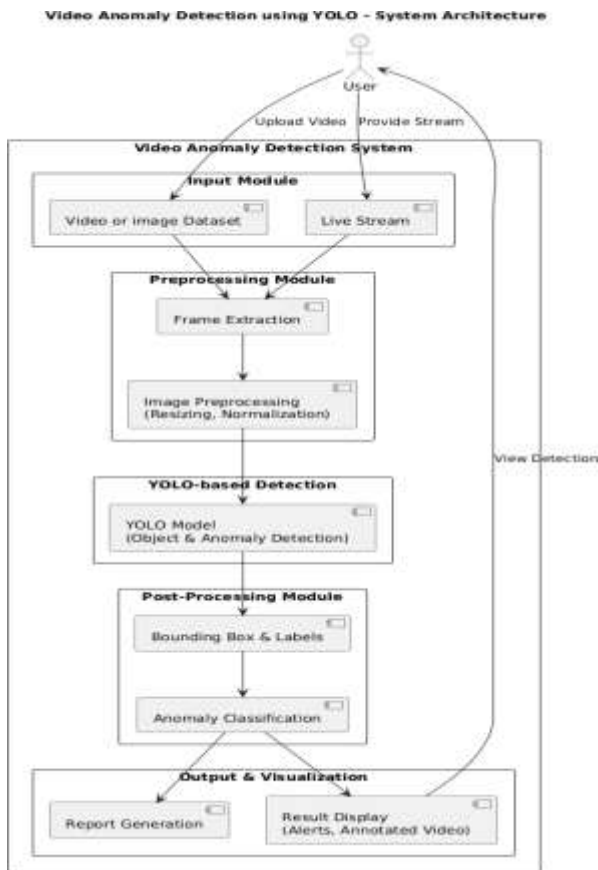 Video Anomaly Detection using YOLO - System Architecture
User
Upload Video
Provide Stream
Video Anomaly Detection System
Input Module
Video or image Dataset
Live Stream
Preprocessing Module
Frame Extraction
Image Preprocessing
(Resizing, Normalization)
View Detection
YOLO-based Detection
YOLO Model
(Object & Anomaly Detection)
Post-Processing Module
Bounding Box & Labels
Anomaly Classification
Output & Visualization
Report Generation
Result Display
(Alerts, Annotated Video)